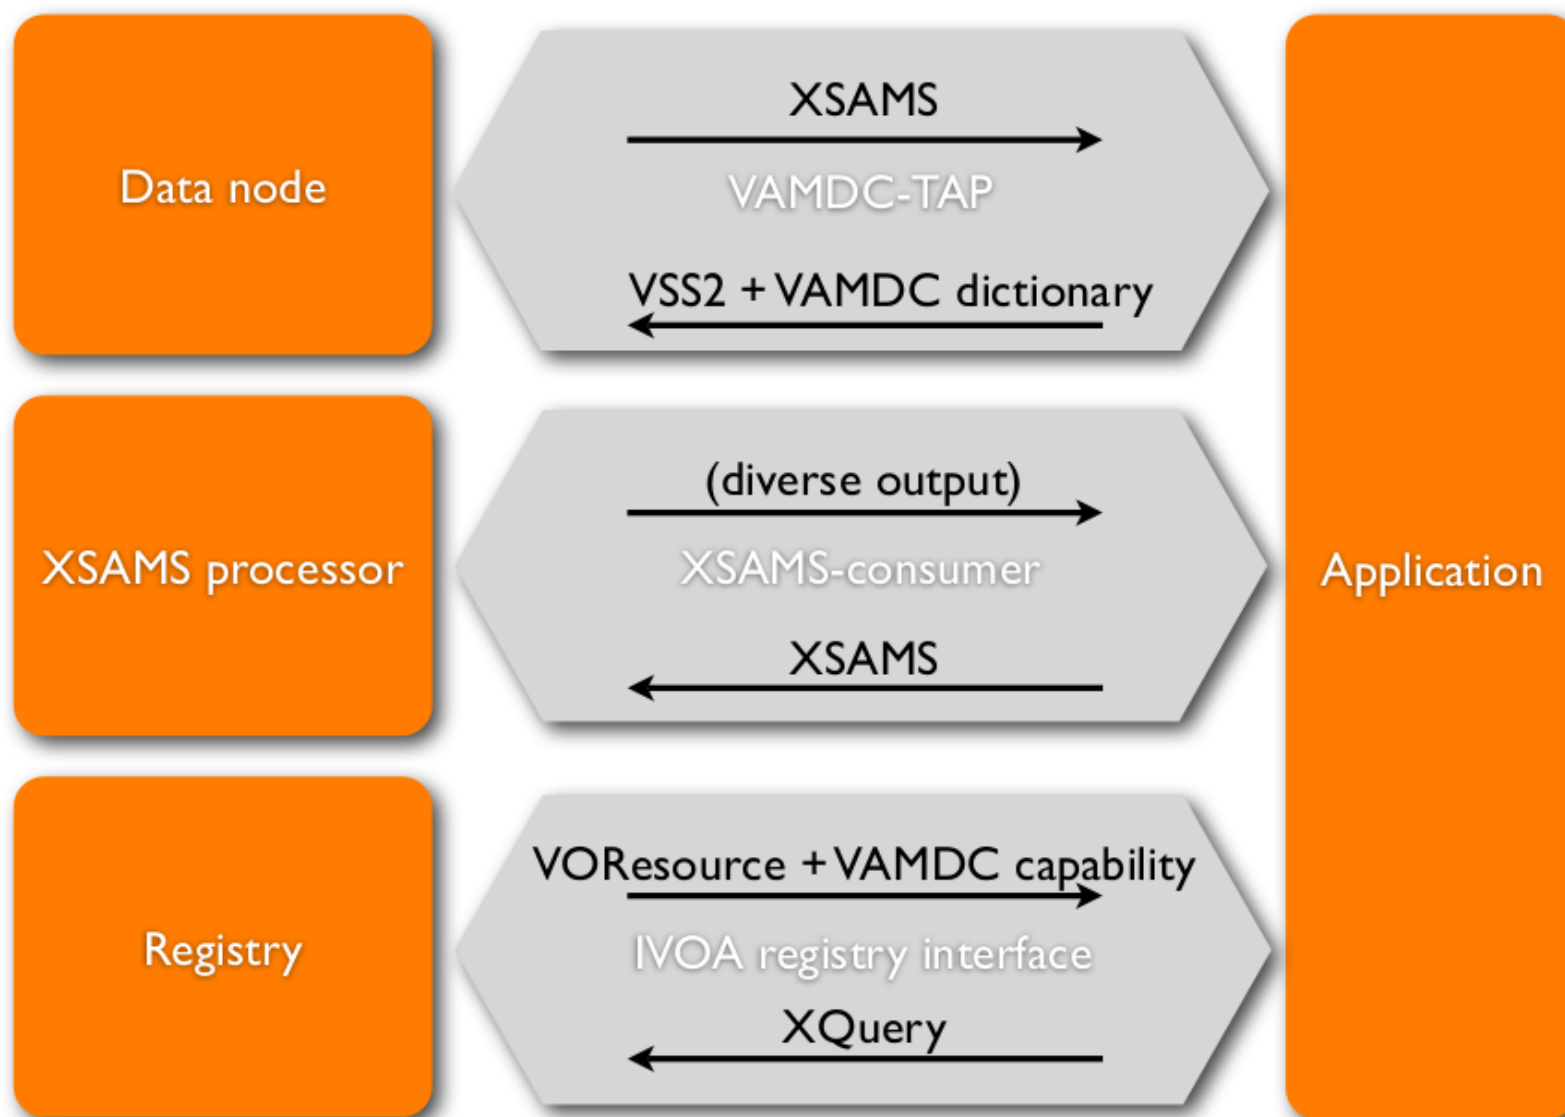 XSAMS
Data node
VAMDC-TAP
VSS2 + VAMDC dictionary
(diverse output)
XSAMS processor
XSAMS-consumer
Application
XSAMS
VOResource + VAMDC capability
Registry
IVOA registry interface
XQuery